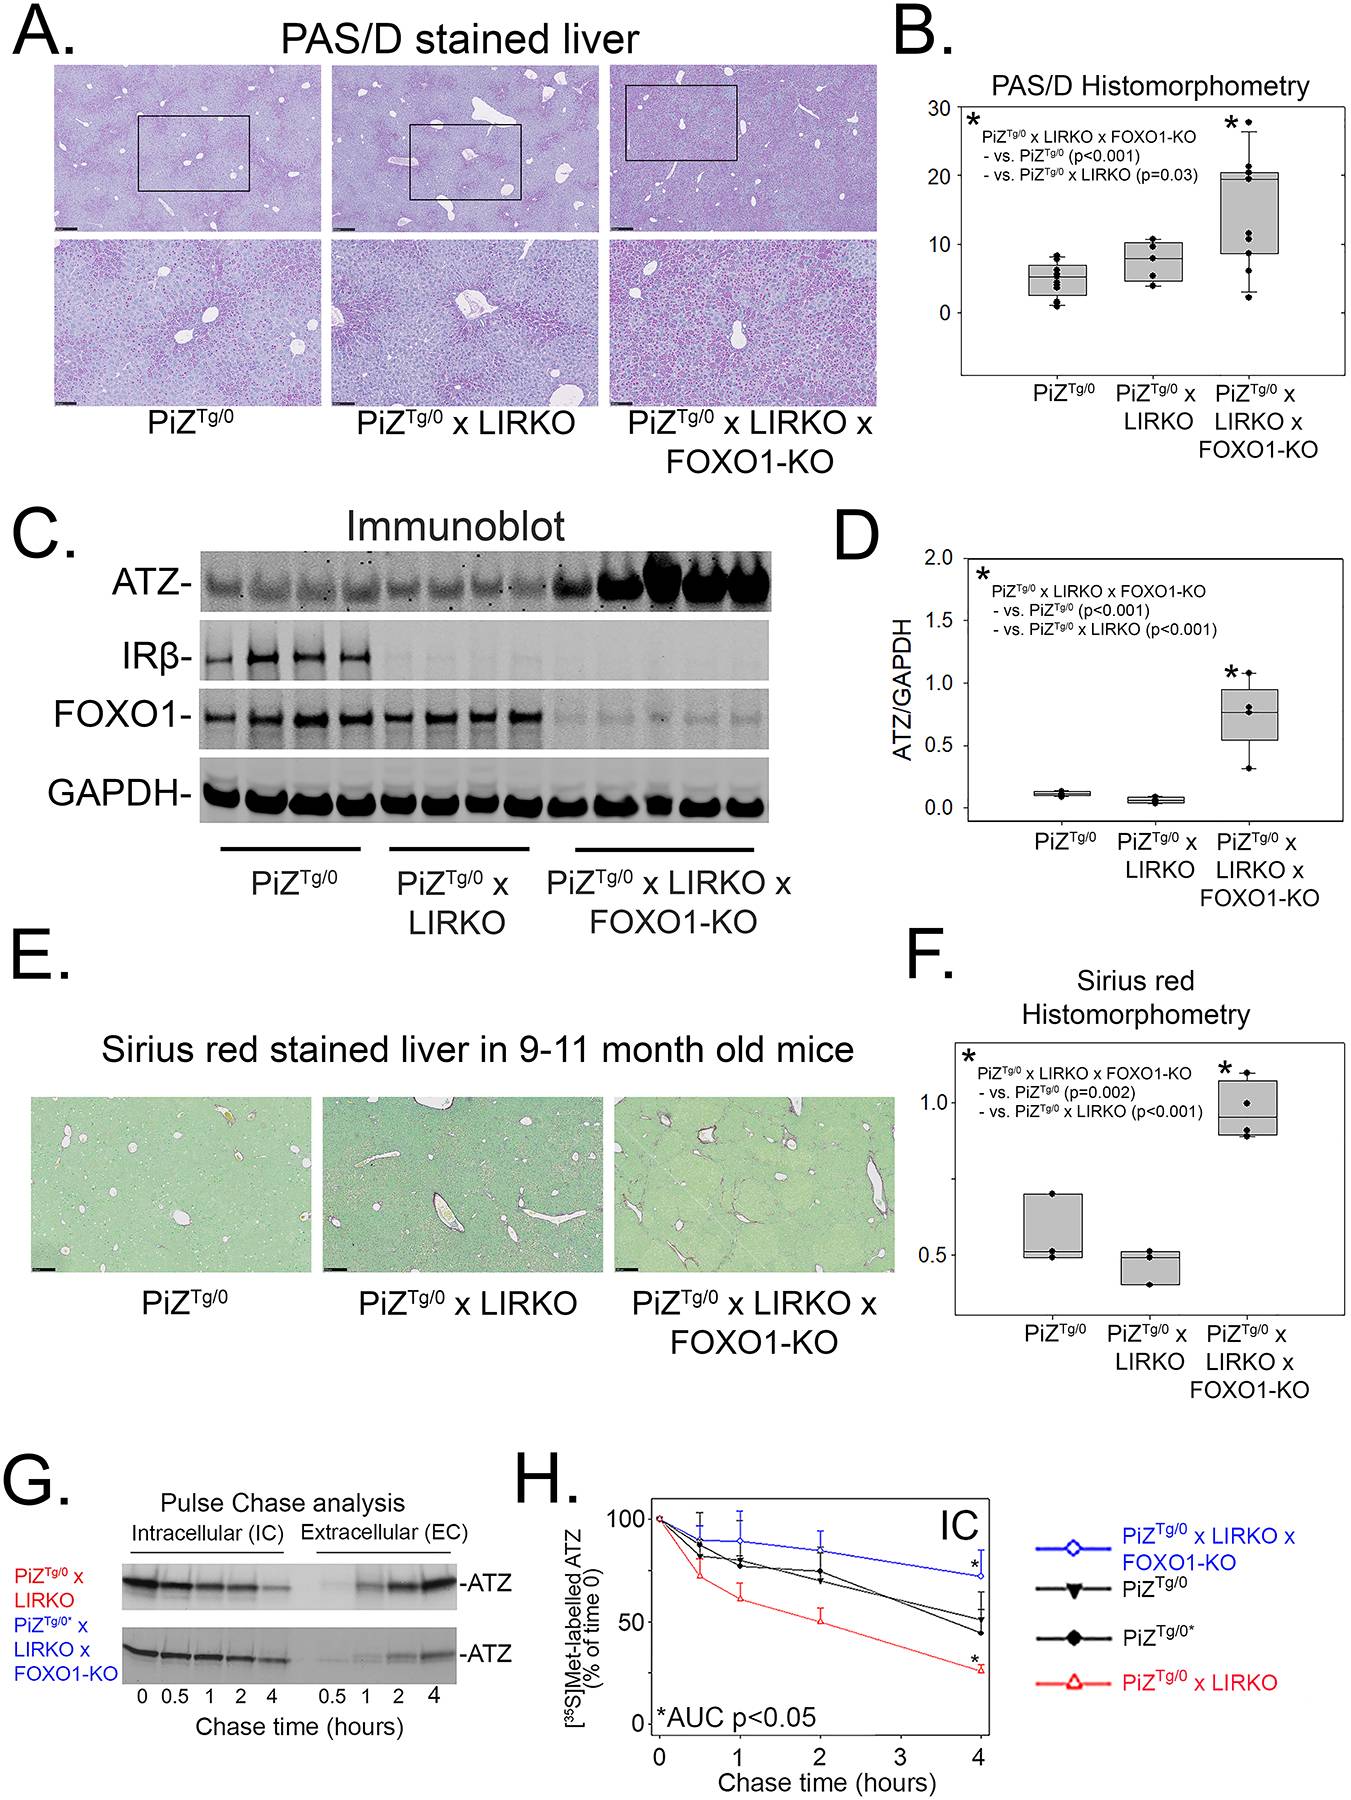 A.
PAS/D stained liver
PiZTg/0
PiZTg/0 x LIRKO
PiZTg/0 x LIRKO x
FOXO1-KO
B.
PAS/D Histomorphometry
30
20
10
0
*
PiZTg/0 x LIRKO x FOXO1-KO
- vs. PiZTg/0 (p<0.001)
- vs. PiZTg/0 x LIRKO (p=0.03)
*
PiZTg/0
PiZTg/0 x
LIRKO
PiZTg/0 x
LIRKO x
FOXO1-KO
C.
Immunoblot
ATZ-
IRβ-
FOXO1-
GAPDH-
PiZTg/0
PiZTg/0 x
LIRKO
PiZTg/0 x LIRKO x
FOXO1-KO
D
ATZ/GAPDH
2.0
1.5
1.0
0.5
0.0
*
PiZTg/0 x LIRKO x FOXO1-KO
- vs. PiZTg/0 (p<0.001)
- vs. PiZTg/0 x LIRKO (p<0.001)
*
PiZTg/0
PiZTg/0 x
LIRKO
PiZTg/0 x
LIRKO x
FOXO1-KO
E.
Sirius red stained liver in 9-11 month old mice
PiZTg/0
PiZTg/0 x LIRKO
PiZTg/0 x LIRKO x
FOXO1-KO
F.
Sirius red
Histomorphometry
1.0
0.5
*
PiZTg/0 x LIRKO x FOXO1-KO
- vs. PiZTg/0 (p=0.002)
- vs. PiZTg/0 x LIRKO (p<0.001)
*
PiZTg/0
PiZTg/0 x
LIRKO
PiZTg/0 x
LIRKO x
FOXO1-KO
G.
Pulse Chase analysis
Intracellular (IC) Extracellular (EC)
PiZTg/0 x
LIRKO
-ATZ
PiZTg/0* x
LIRKO x
FOXO1-KO
-ATZ
0 0.5 1 2 4 0.5 1 2 4
Chase time (hours)
H.
[35S]Met-labelled ATZ
(% of time 0)
100
50
0
IC
*
*
*AUC p<0.05
0 1 2 3 4
Chase time (hours)
PiZTg/0 x LIRKO x
FOXO1-KO
PiZTg/0
PiZTg/0*
PiZTg/0 x LIRKO